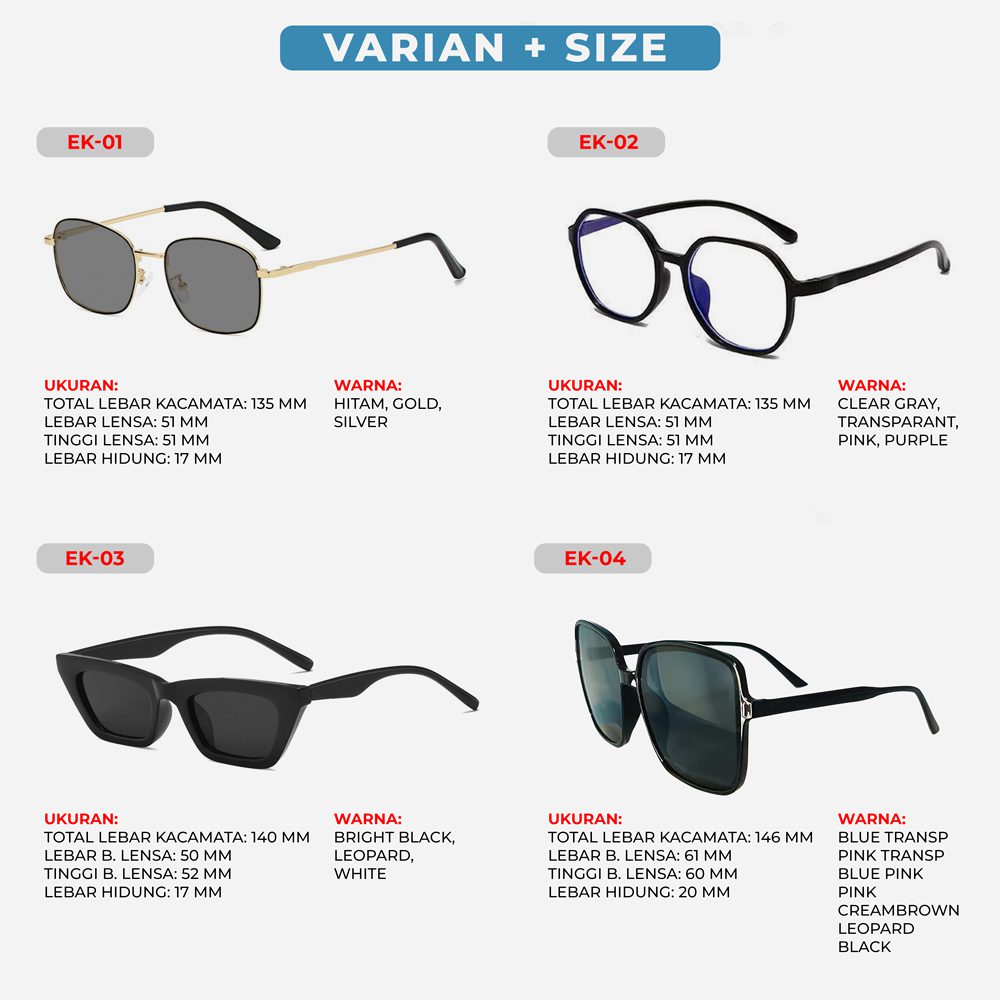 VARIAN + SIZE
EK-01
UKURAN:
TOTAL LEBAR KACAMATA: 135 MM
LEBAR LENSA: 51 MM
TINGGI LENSA: 51 MM
LEBAR HIDUNG: 17 MM
WARNA:
HITAM, GOLD,
SILVER
EK-02
UKURAN:
TOTAL LEBAR KACAMATA: 135 MM
LEBAR LENSA: 51 MM
TINGGI LENSA: 51 MM
LEBAR HIDUNG: 17 MM
WARNA:
CLEAR GRAY,
TRANSPARANT,
PINK, PURPLE
EK-03
UKURAN:
TOTAL LEBAR KACAMATA: 140 MM
LEBAR B. LENSA: 50 MM
TINGGI B. LENSA: 52 MM
LEBAR HIDUNG: 17 MM
WARNA:
BRIGHT BLACK,
LEOPARD,
WHITE
EK-04
UKURAN:
TOTAL LEBAR KACAMATA: 146 MM
LEBAR B. LENSA: 61 MM
TINGGI B. LENSA: 60 MM
LEBAR HIDUNG: 20 MM
WARNA:
BLUE TRANSP
PINK TRANSP
BLUE PINK
PINK
CREAMBROWN
LEOPARD
BLACK